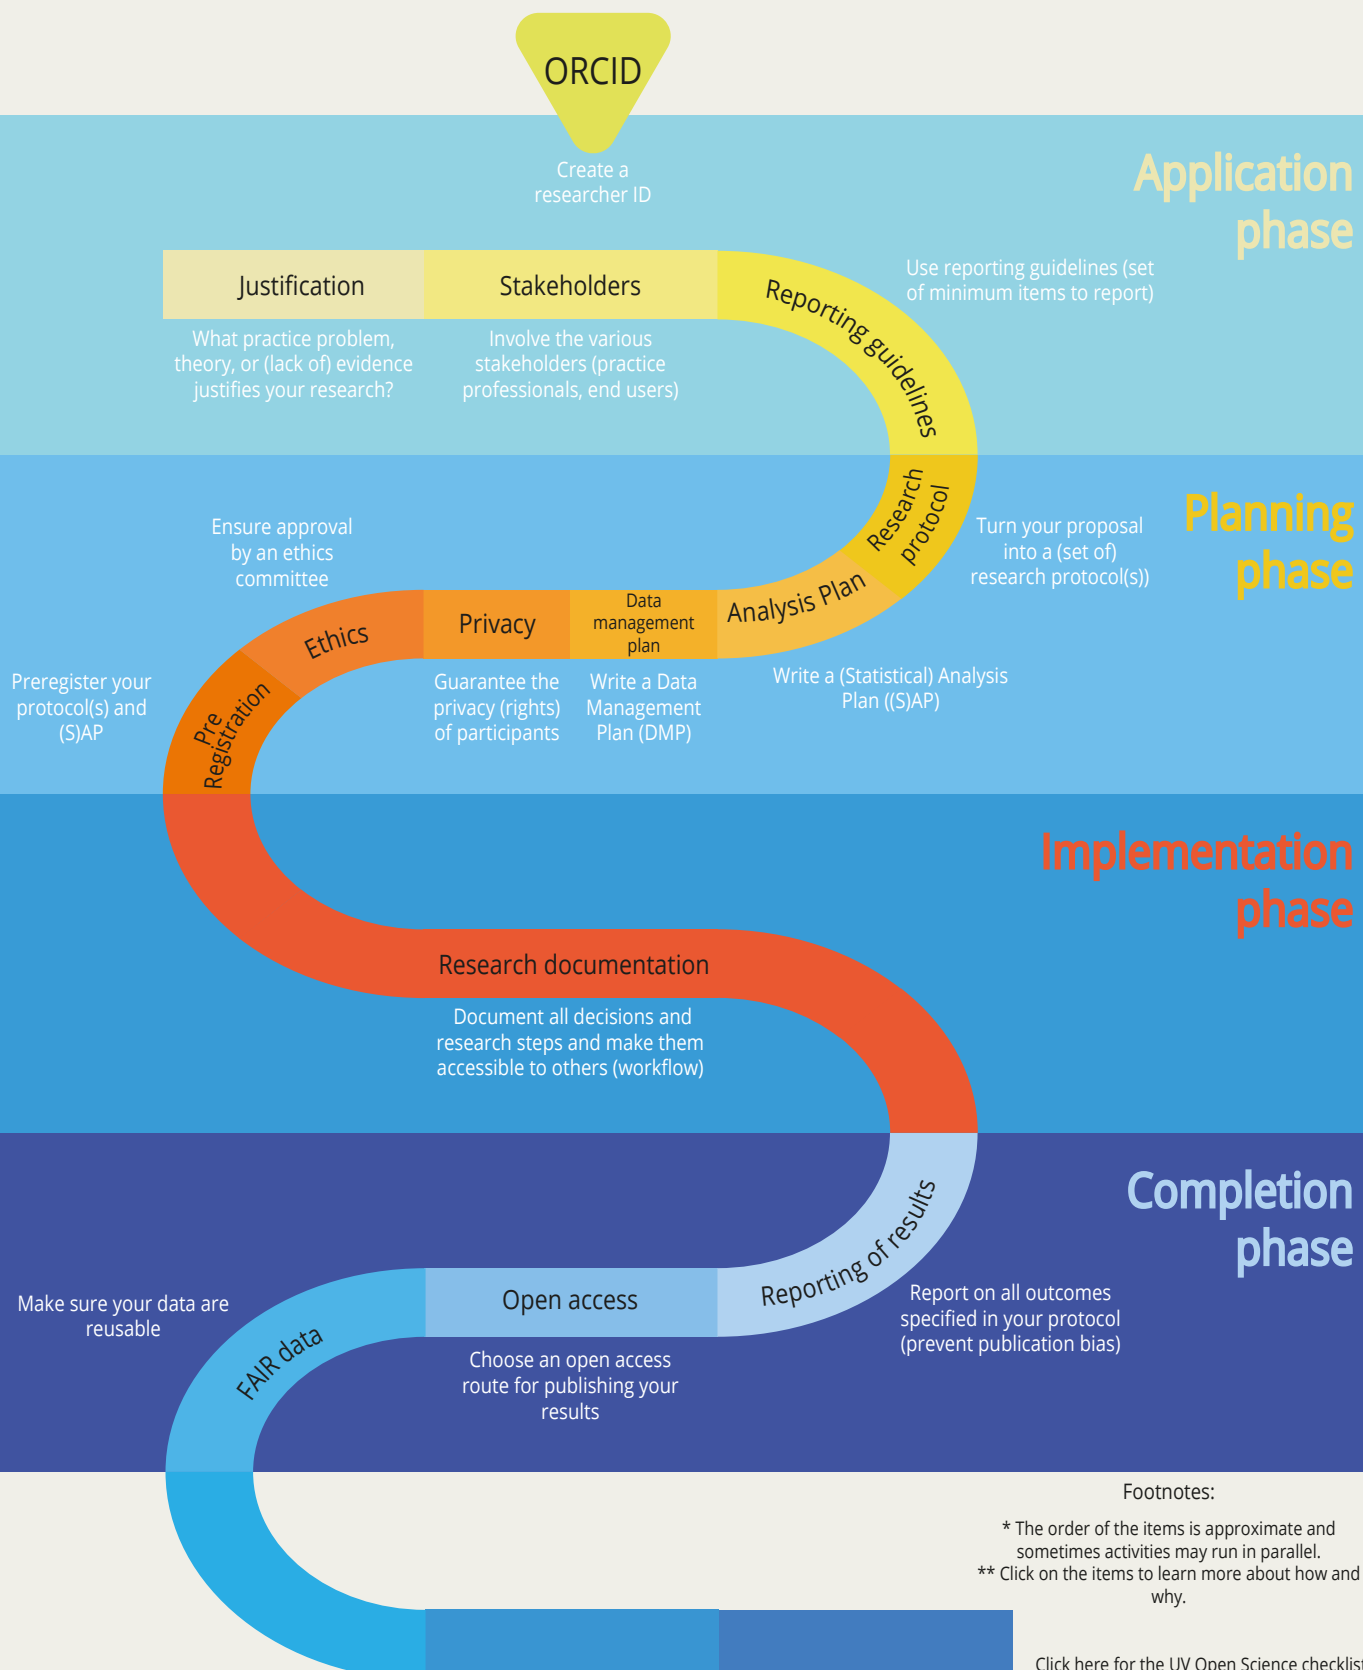 ORCID
Create a
researcher ID
Application
phase
Justification
Stakeholders
Reporting guidelines
Use reporting guidelines (set
of minimum items to report)
What practice problem,
theory, or (lack of) evidence
justifies your research?
Involve the various
stakeholders (practice
professionals, end users)
Planning
phase
Research
protocol
Turn your proposal
into a (set of)
research protocol(s))
Analysis Plan
Write a (Statistical) Analysis
Plan ((S)AP)
Data
management
plan
Write a Data
Management
Plan (DMP)
Privacy
Guarantee the
privacy (rights)
of participants
Ethics
Ensure approval
by an ethics
committee
Pre
Registration
Preregister your
protocol(s) and
(S)AP
Implementation
phase
Research documentation
Document all decisions and
research steps and make them
accessible to others (workflow)
Completion
phase
Reporting of results
Report on all outcomes
specified in your protocol
(prevent publication bias)
Open access
Choose an open access
route for publishing your
results
FAIR data
Make sure your data are
reusable
Footnotes:
* The order of the items is approximate and
sometimes activities may run in parallel.
** Click on the items to learn more about how and
why.
Click here for the UV Open Science checklist